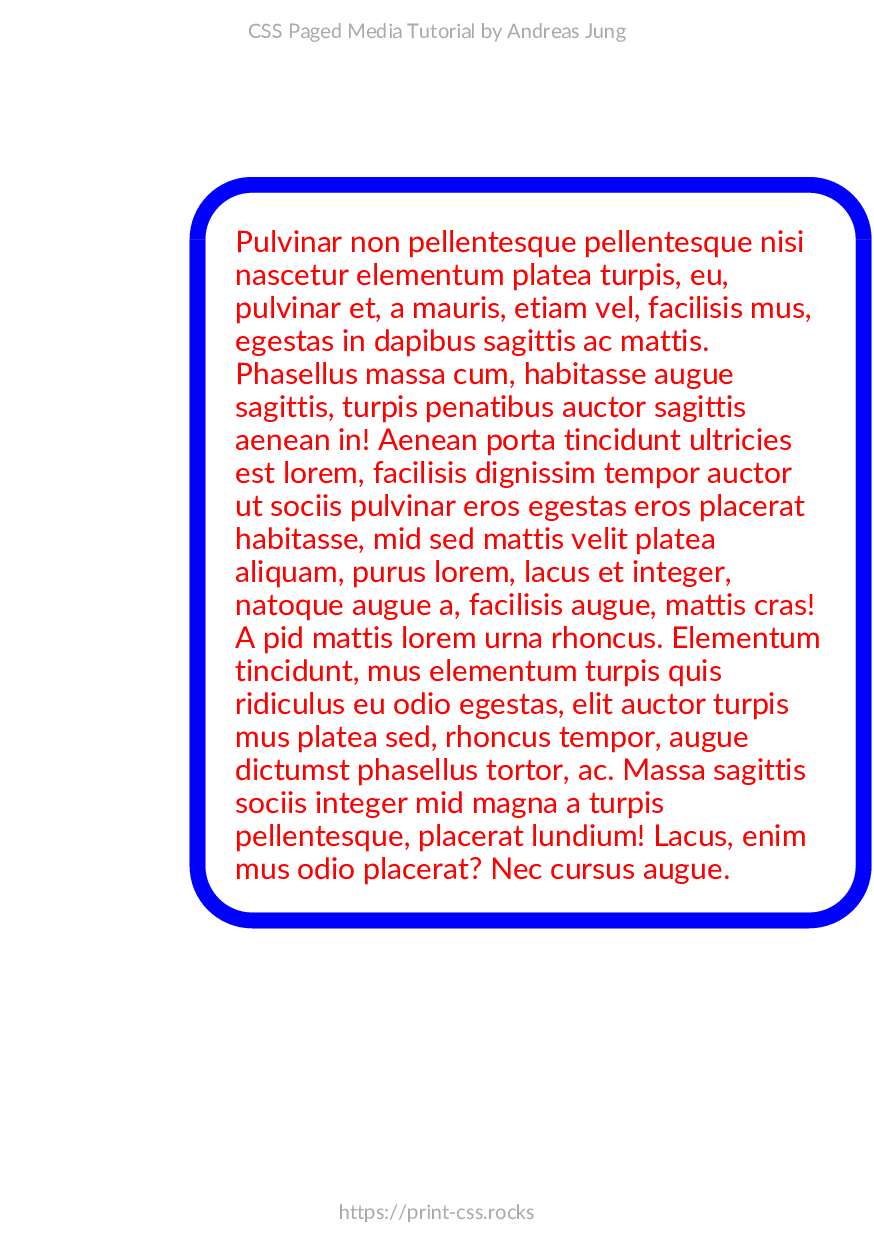 CSS Paged Media Tutorial by Andreas Jung
Pulvinar non pellentesque pellentesque nisi
nascetur elementum platea turpis, eu,
pulvinar et, a mauris, etiam vel, facilisis mus,
egestas in dapibus sagittis ac mattis.
Phasellus massa cum, habitasse augue
sagittis, turpis penatibus auctor sagittis
aenean in! Aenean porta tincidunt ultricies
est lorem, facilisis dignissim tempor auctor
ut sociis pulvinar eros egestas eros placerat
habitasse, mid sed mattis velit platea
aliquam, purus lorem, lacus et integer,
natoque augue a, facilisis augue, mattis cras!
A pid mattis lorem urna rhoncus. Elementum
tincidunt, mus elementum turpis quis
ridiculus eu odio egestas, elit auctor turpis
mus platea sed, rhoncus tempor, augue
dictumst phasellus tortor, ac. Massa sagittis
sociis integer mid magna a turpis
pellentesque, placerat lundium! Lacus, enim
mus odio placerat? Nec cursus augue.
https://print-css.rocks